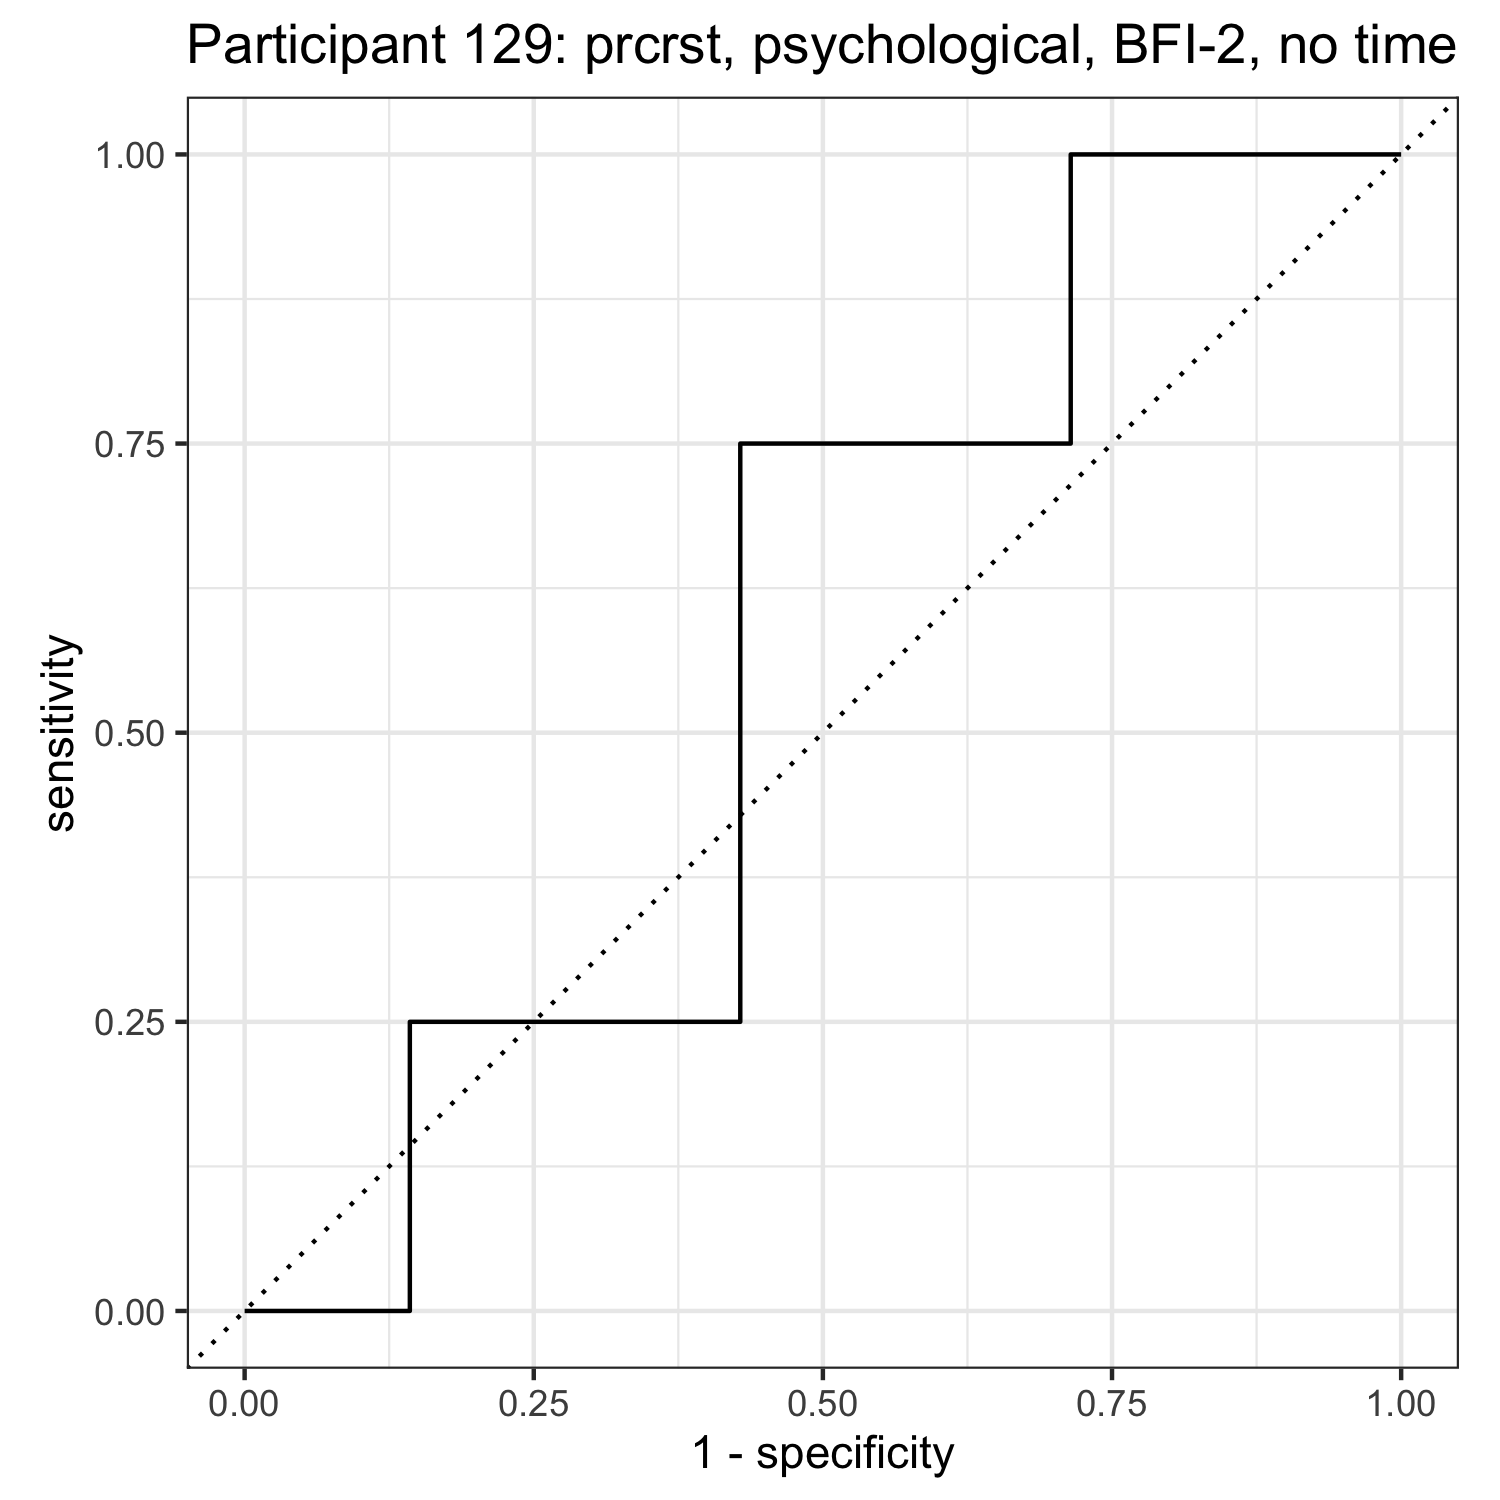 Participant 129: prcrst, psychological, BFI-2, no time
1.00
0.75
0.50
0.25
0.00
sensitivity
0.00 0.25 0.50 0.75 1.00
1 - specificity